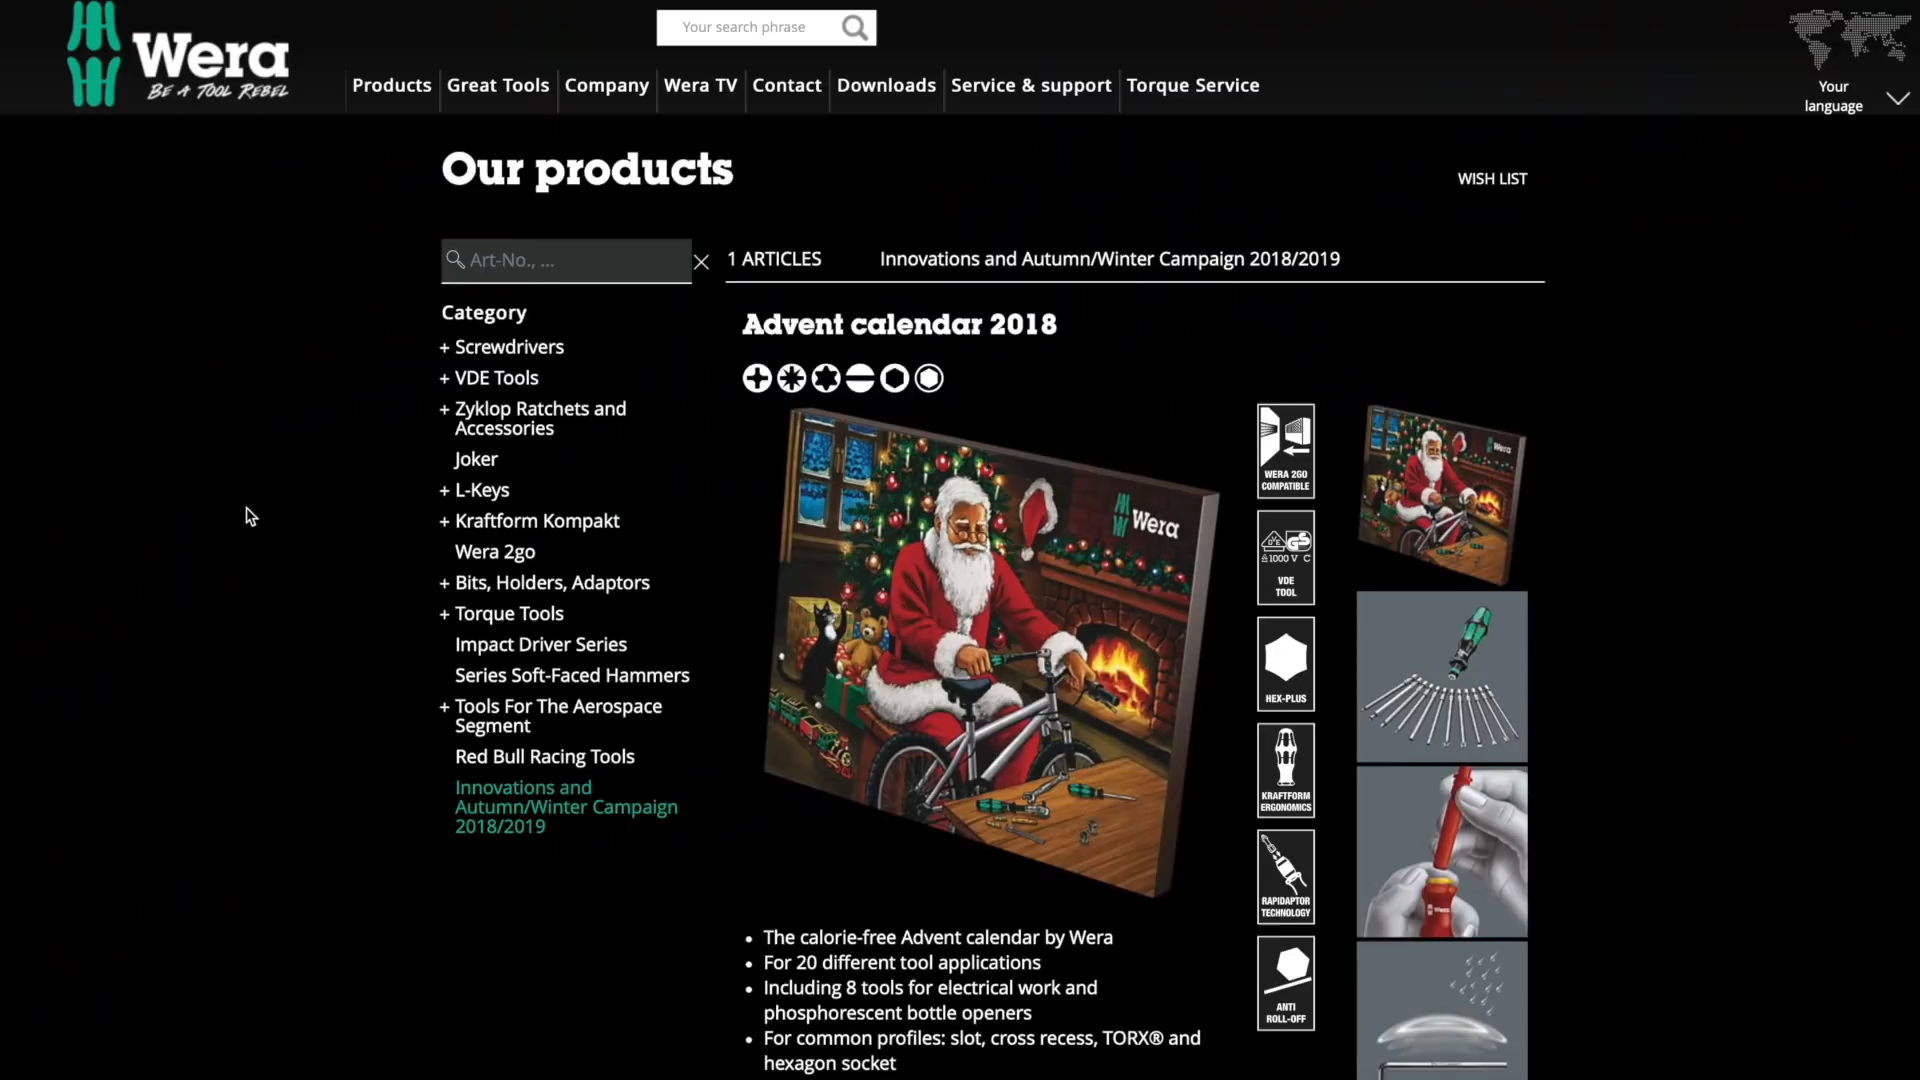 Wera
BE A TOOL REBEL
Your search phrase
Products
Great Tools
Company
Wera TV
Contact
Downloads
Service & support
Torque Service
Your
language
Our products
WISH LIST
Art-No., ...
1 ARTICLES
Innovations and Autumn/Winter Campaign 2018/2019
Category
+ Screwdrivers
+ VDE Tools
+ Zyklop Ratchets and
Accessories
Joker
+ L-Keys
+ Kraftform Kompakt
Wera 2go
+ Bits, Holders, Adaptors
+ Torque Tools
Impact Driver Series
Series Soft-Faced Hammers
+ Tools For The Aerospace
Segment
Red Bull Racing Tools
Innovations and
Autumn/Winter Campaign
2018/2019
Advent calendar 2018
Wera
WERA 2GO
COMPATIBLE
VDE GS
1000 V C
VDE
TOOL
HEX-PLUS
KRAFTFORM
ERGONOMICS
RAPIDAPTOR
TECHNOLOGY
ANTI
ROLL-OFF
Wera
Wera
• The calorie-free Advent calendar by Wera
• For 20 different tool applications
• Including 8 tools for electrical work and
phosphorescent bottle openers
• For common profiles: slot, cross recess, TORX® and
hexagon socket